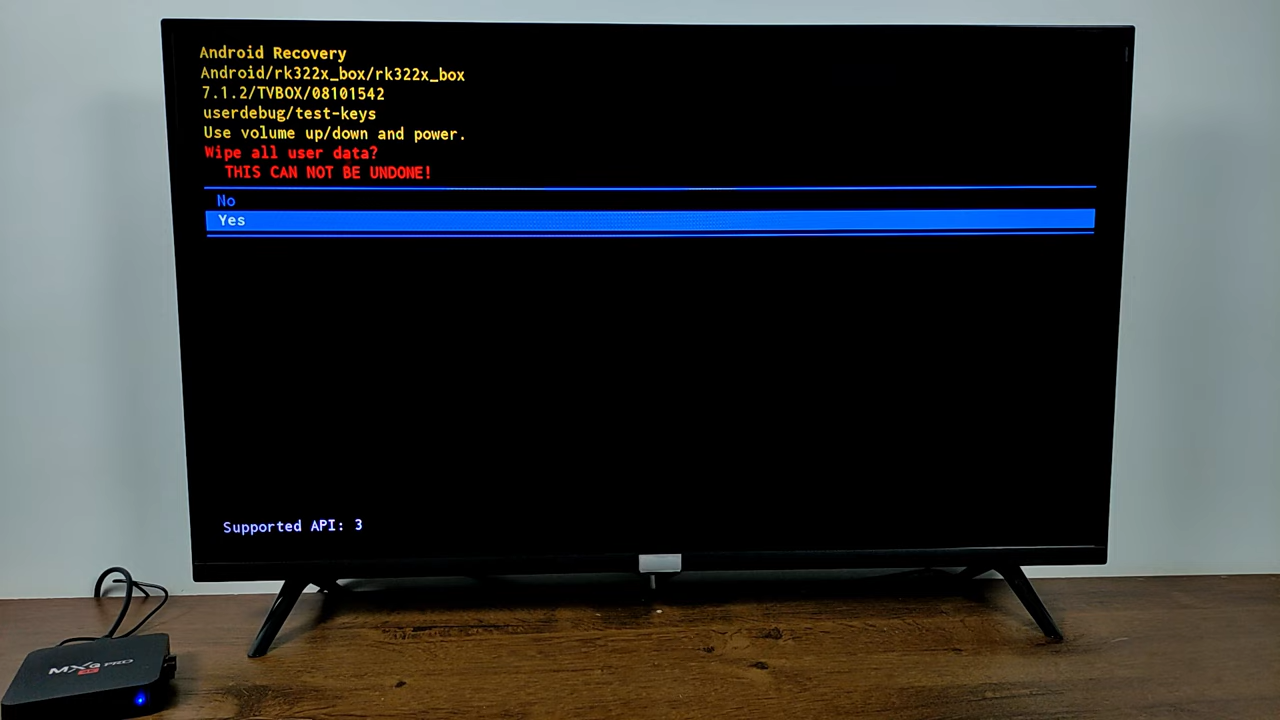 Android Recovery
Android/rk322x_box/rk322x_box
7.1.2/TVBOX/08101542
userdebug/test-keys
Use volume up/down and power.
Wipe all user data?
THIS CAN NOT BE UNDONE!
No
Yes
Supported API: 3
MXQ PRO